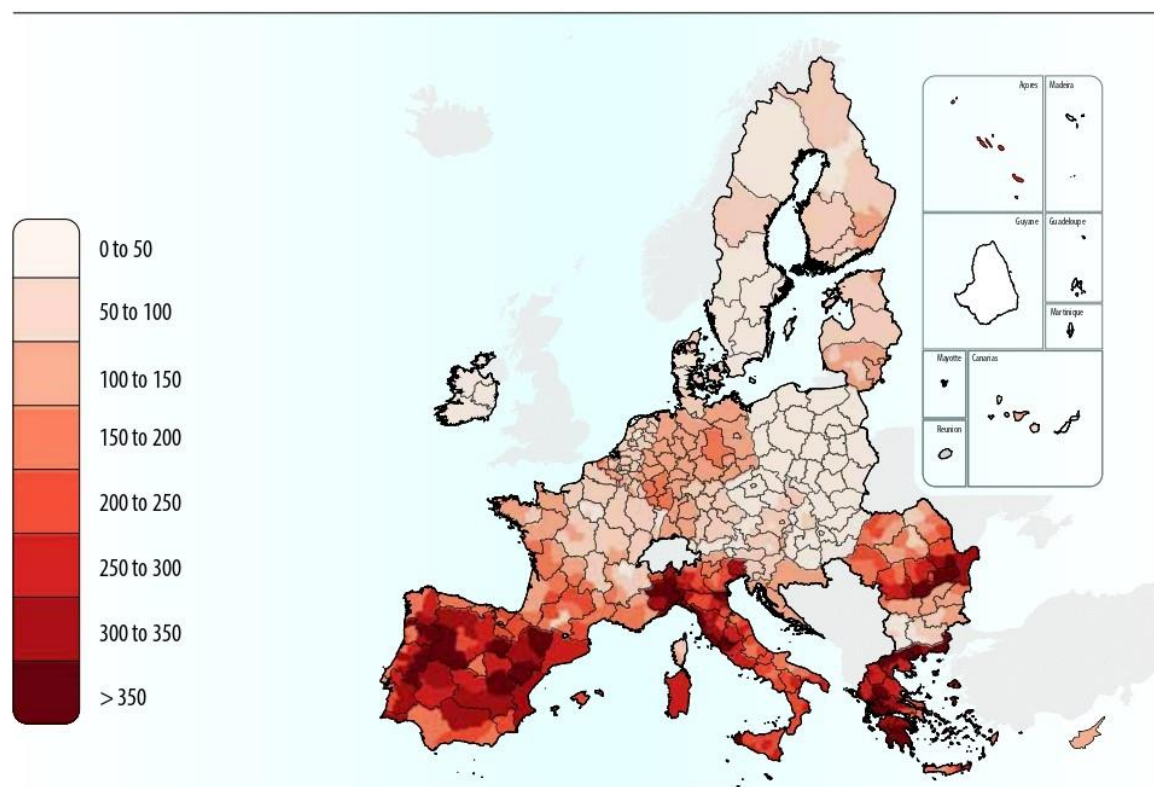 0 to 50
50 to 100
100 to 150
150 to 200
200 to 250
250 to 300
300 to 350
> 350
Açores
Madeira
Guyane
Guadeloupe
Martinique
Mayotte
Canarias
Reunion